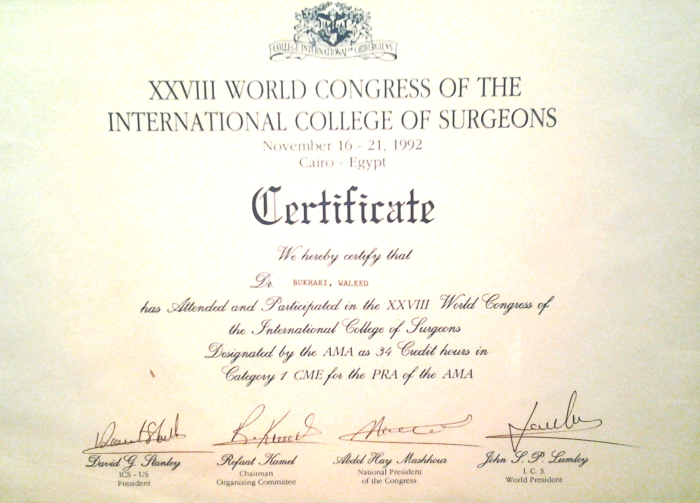 COLLEGE INTERNATIONAL OF CHIRURGIENS
XXVIII WORLD CONGRESS OF THE
INTERNATIONAL COLLEGE OF SURGEONS
November 16 - 21, 1992
Cairo - Egypt
Certificate
We hereby certify that
Dr. BUKHARI, WALEED
has Attended and Participated in the XXVIII World Congress of
the International College of Surgeons
Designated by the AMA as 34 Credit hours in
Category 1 CME for the PRA of the AMA
David G. Stanley Refaat Kamel Abdel Hay Mashhour John S. P. Lumley
ICS - US Chairman National President I. C. S.
President Organizing Committee of the Congress World President